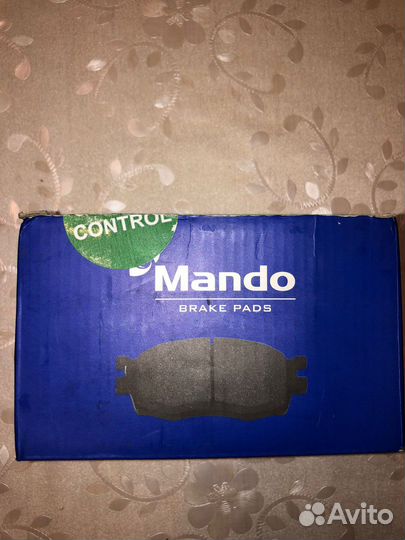 CONTROL
Mando
BRAKE PADS
Avito